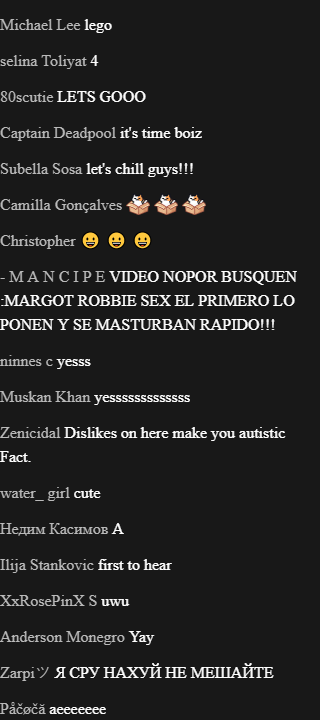 Michael Lee lego
selina Toliyat 4
80scutie LETS GOOO
Captain Deadpool it's time boiz
Subella Sosa let's chill guys!!!
Camilla Gonçalves
Christopher 😀 😀 😀
- M A N C I P E VIDEO NOPOR BUSQUEN
:MARGOT ROBBIE SEX EL PRIMERO LO
PONEN Y SE MASTURBAN RAPIDO!!!
ninnes c yesss
Muskan Khan yesssssssssssss
Zenicidal Dislikes on here make you autistic
Fact.
water_ girl cute
Недим Касимов А
Ilija Stankovic first to hear
XxRosePinX S uwu
Anderson Monegro Yay
Zarpiツ Я СРУ НАХУЙ НЕ МЕШАЙТЕ
Påčøčă aeeeeeee